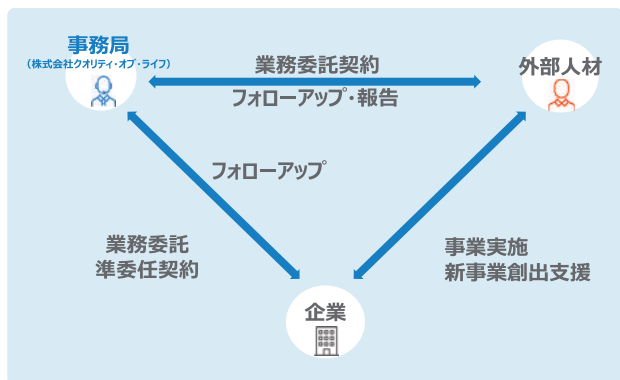 事務局
(株式会社クオリティ・オブ・ライフ)
業務委託契約
フォローアップ・報告
外部人材
フォローアップ
業務委託
準委任契約
事業実施
新事業創出支援
企業